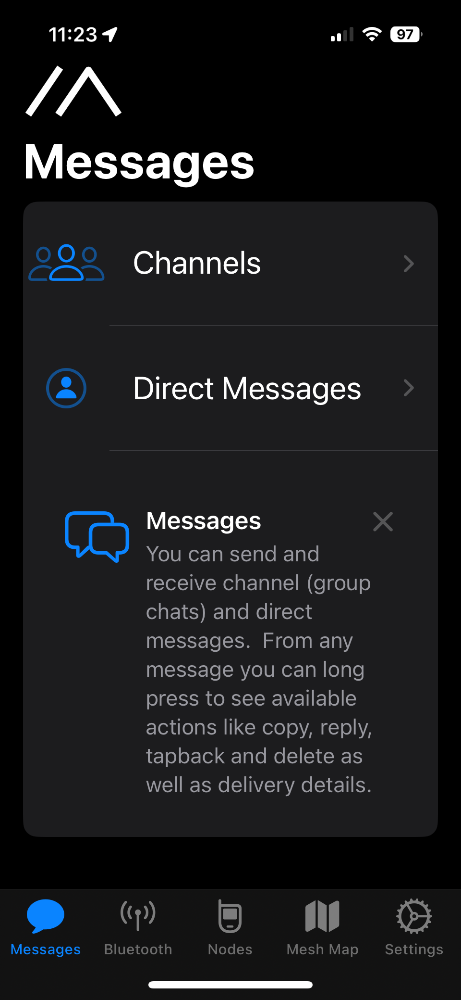 11:23
97
Messages
Channels
Direct Messages
Messages
You can send and
receive channel (group
chats) and direct
messages.  From any
message you can long
press to see available
actions like copy, reply,
tapback and delete as
well as delivery details.
Messages
Bluetooth
Nodes
Mesh Map
Settings